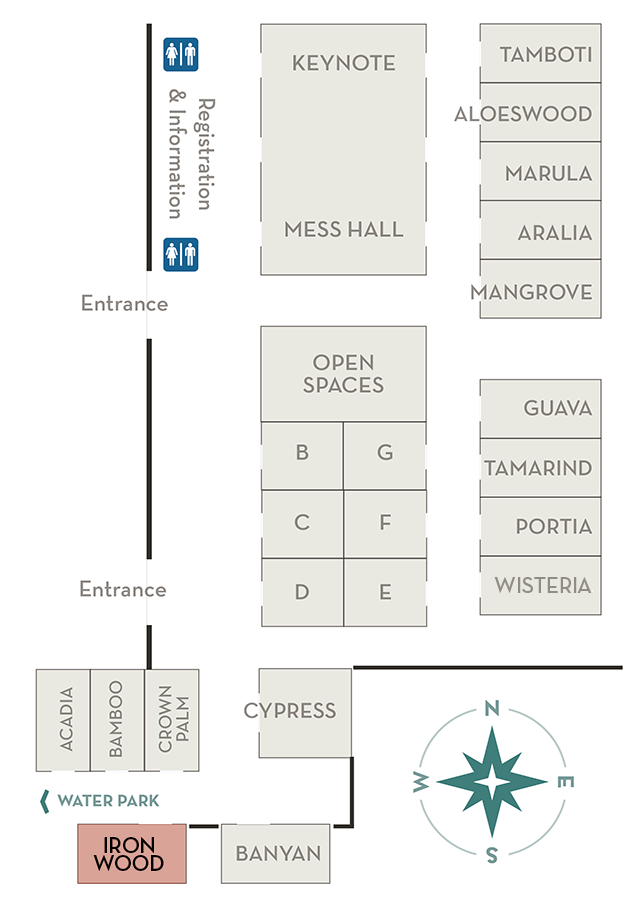 KEYNOTE
MESS HALL
Registration
& Information
TAMBOTI
ALOESWOOD
MARULA
ARALIA
MANGROVE
Entrance
OPEN
SPACES
B
G
C
F
D
E
GUAVA
TAMARIND
PORTIA
WISTERIA
Entrance
ACADIA
BAMBOO
CROWN
PALM
CYPRESS
WATER PARK
IRON
WOOD
BANYAN
N
W
E
S